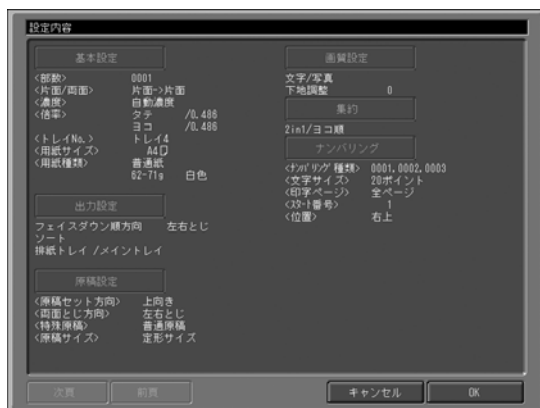 設定内容
基本設定
<部数> 0001
<片面/両面> 片面->片面
<濃度> 自動濃度
<倍率> タテ /0.486
ヨコ /0.486
<トレイNo.> トレイ4
<用紙サイズ> A4
<用紙種類> 普通紙
62-71g 白色
出力設定
フェイスダウン順方向 左右とじ
ソート
排紙トレイ /メイントレイ
原稿設定
<原稿セット方向> 上向き
<両面とじ方向> 左右とじ
<特殊原稿> 普通原稿
<原稿サイズ> 定形サイズ
画質設定
文字/写真
下地調整 0
集約
2in1/ヨコ順
ナンバリング
<ナンバリング種類> 0001,0002,0003
<文字サイズ> 20ポイント
<印字ページ> 全ページ
<スタート番号> 1
<位置> 右上
次頁 前頁 キャンセル OK